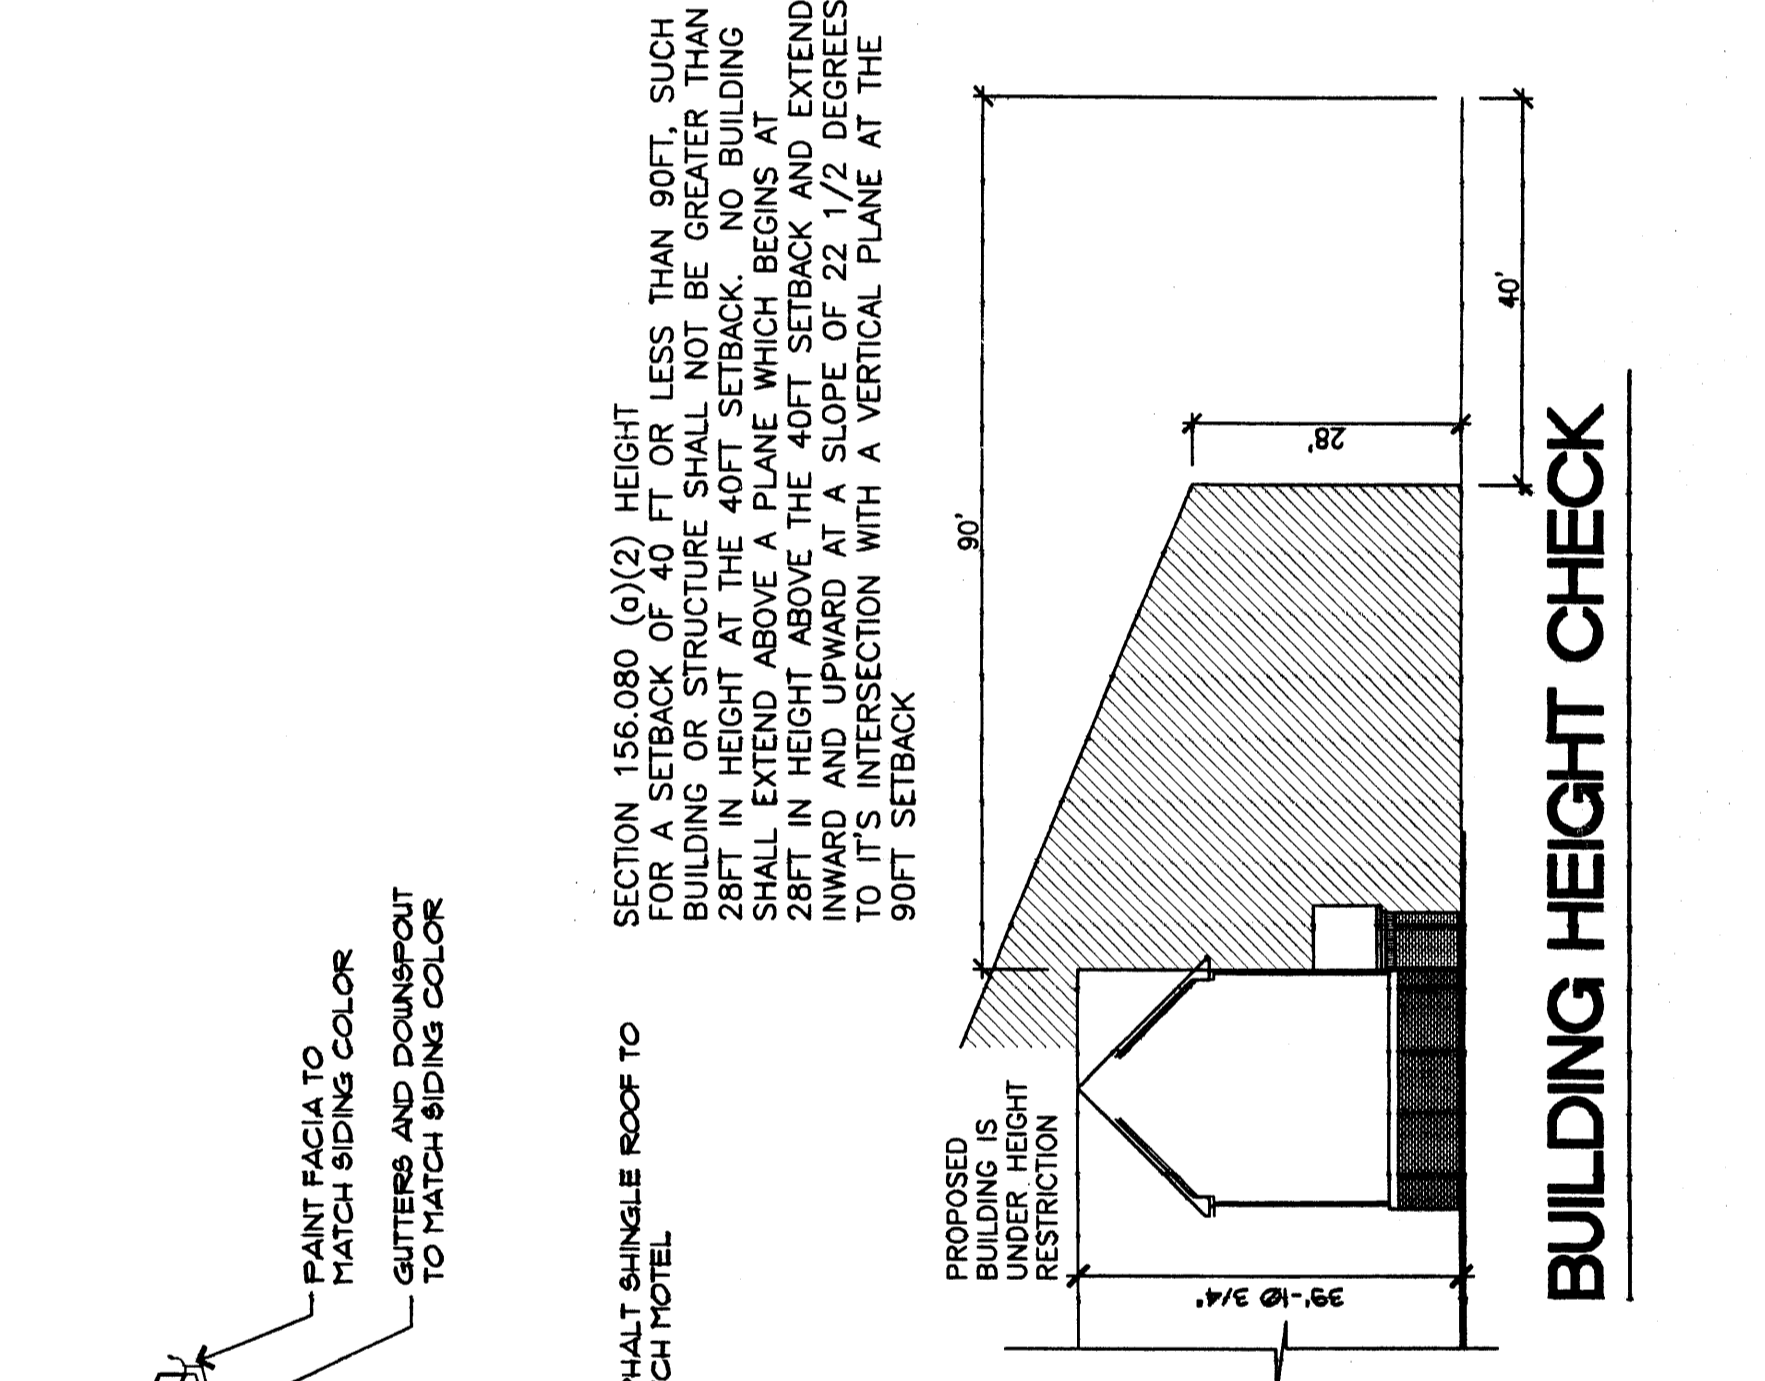 PAINT FACIA TO
MATCH SIDING COLOR
GUTTERS AND DOWNSPOUT
TO MATCH SIDING COLOR
SHINGLE ROOF TO
MOTEL
SECTION 156.080 (a)(2) HEIGHT
FOR A SETBACK OF 40 FT OR LESS THAN 90FT, SUCH
BUILDING OR STRUCTURE SHALL NOT BE GREATER THAN
28FT IN HEIGHT AT THE 40FT SETBACK. NO BUILDING
SHALL EXTEND ABOVE A PLANE WHICH BEGINS AT
28FT IN HEIGHT ABOVE THE 40FT SETBACK AND EXTEND
INWARD AND UPWARD AT A SLOPE OF 22 1/2 DEGREES
TO IT'S INTERSECTION WITH A VERTICAL PLANE AT THE
90FT SETBACK
PROPOSED
BUILDING IS
UNDER HEIGHT
RESTRICTION
90'
28'
40'
39'-10 3/4"
BUILDING HEIGHT CHECK